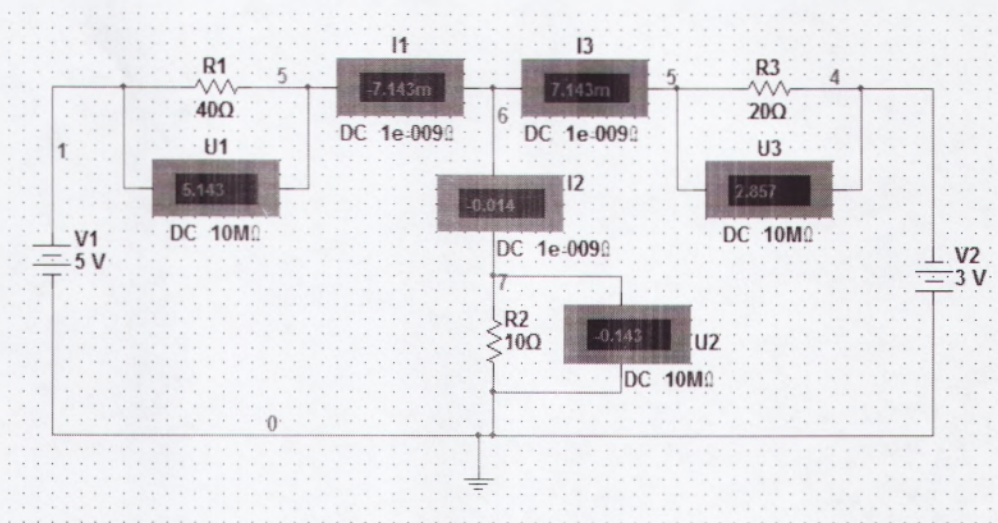 I1
I3
R1
5
-7.143m
7.143m
5
R3
4
40Ω
6
20Ω
DC 1e-009Ω
DC 1e-009Ω
1
U1
U3
5.143
I2
2.857
-0.014
DC 10MΩ
DC 10MΩ
V1
5 V
DC 1e-009Ω
V2
3 V
7
R2
10Ω
-0.143
U2
DC 10MΩ
0